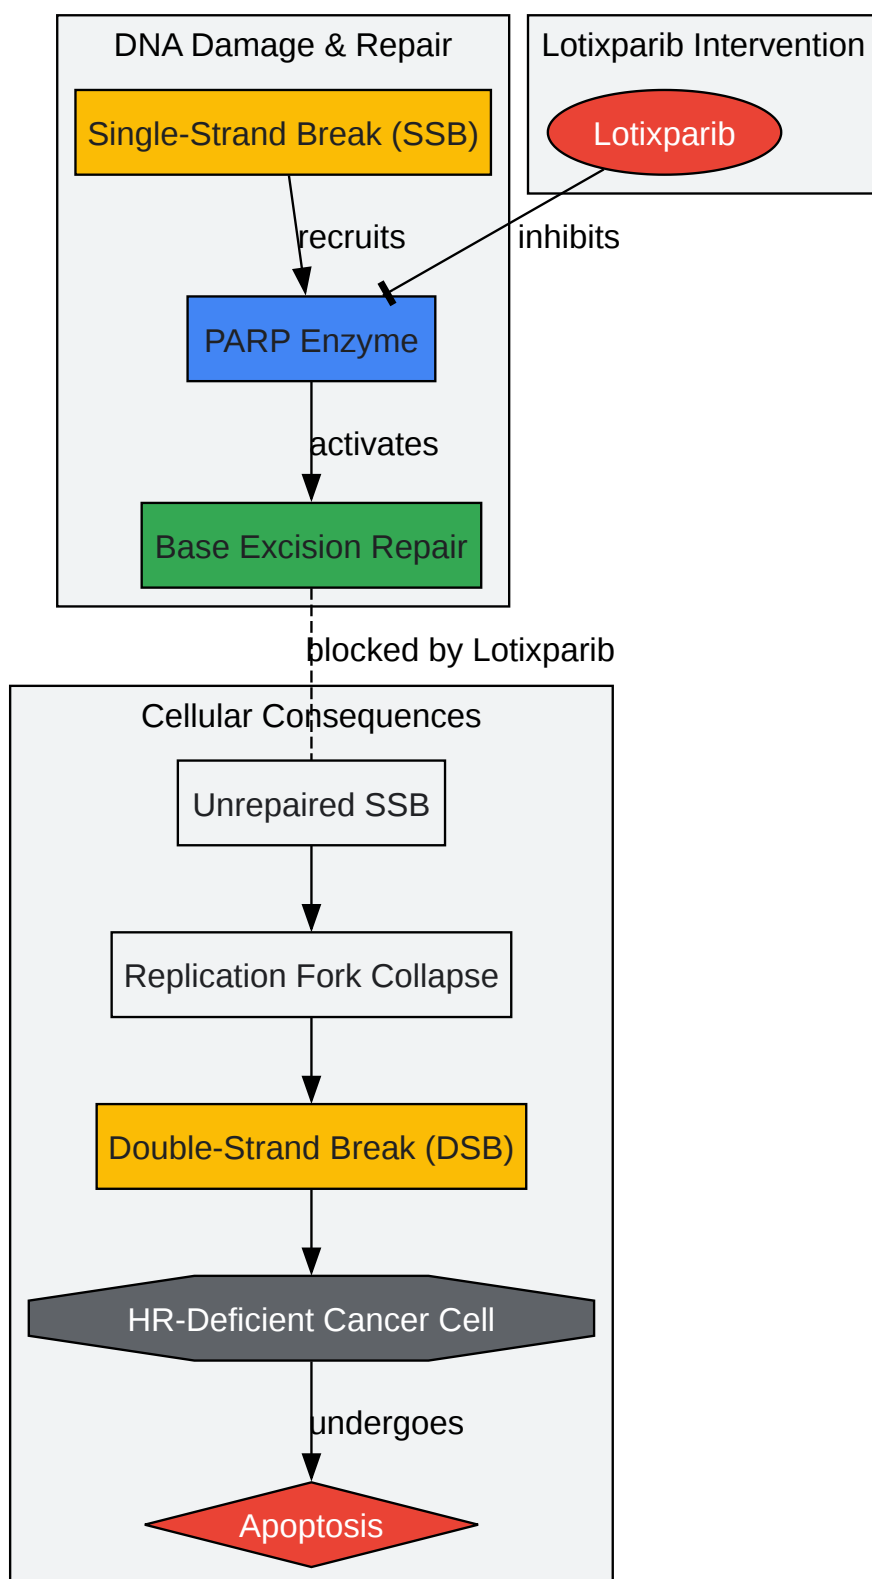 DNA Damage & Repair
Lotixparib Intervention
Single-Strand Break (SSB)
Lotixparib
recruits
inhibits
PARP Enzyme
activates
Base Excision Repair
blocked by Lotixparib
Cellular Consequences
Unrepaired SSB
Replication Fork Collapse
Double-Strand Break (DSB)
HR-Deficient Cancer Cell
undergoes
Apoptosis